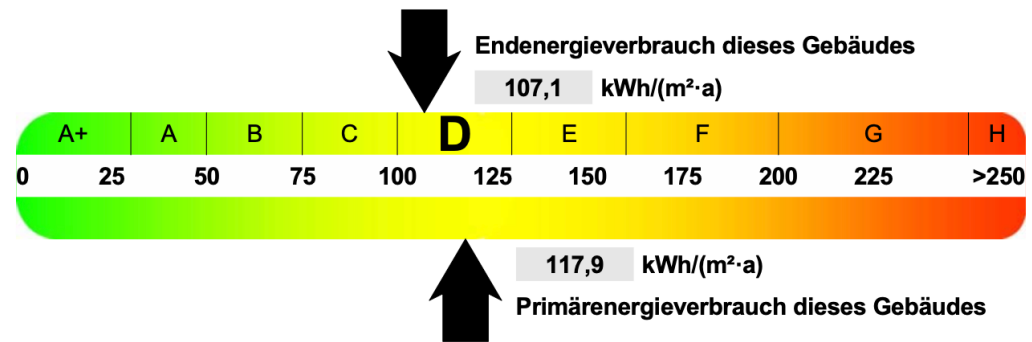 Endenergieverbrauch dieses Gebäudes
107,1 kWh/(m²·a)
A+ A B C D E F G H
0 25 50 75 100 125 150 175 200 225 >250
117,9 kWh/(m²·a)
Primärenergieverbrauch dieses Gebäudes